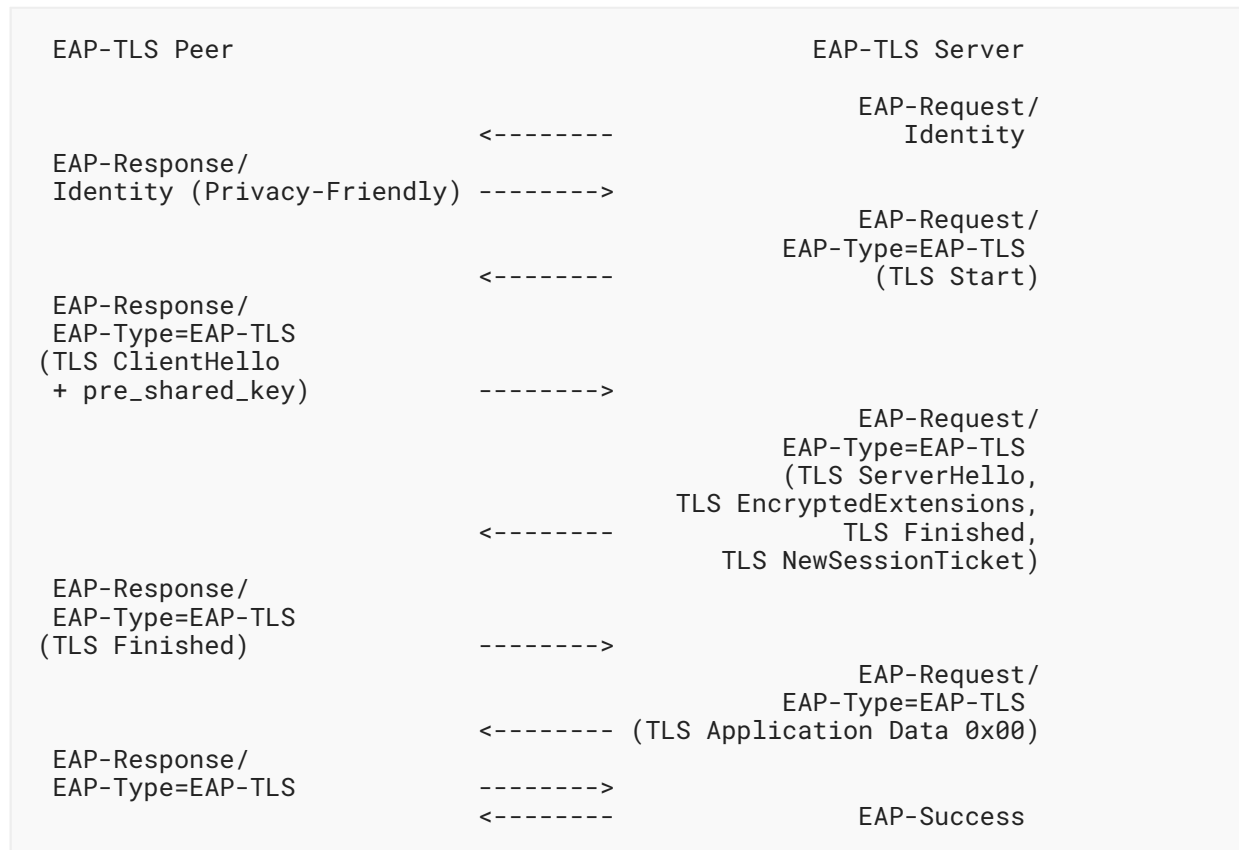 EAP-TLS Peer                                      EAP-TLS Server
EAP-Request/
<--------                   Identity
EAP-Response/
Identity (Privacy-Friendly) -------->
EAP-Request/
EAP-Type=EAP-TLS
<--------                 (TLS Start)
EAP-Response/
EAP-Type=EAP-TLS
(TLS ClientHello
+ pre_shared_key)           -------->
EAP-Request/
EAP-Type=EAP-TLS
(TLS ServerHello,
TLS EncryptedExtensions,
<--------               TLS Finished,
TLS NewSessionTicket)
EAP-Response/
EAP-Type=EAP-TLS
(TLS Finished)               -------->
EAP-Request/
EAP-Type=EAP-TLS
<-------- (TLS Application Data 0x00)
EAP-Response/
EAP-Type=EAP-TLS            -------->
<--------                EAP-Success